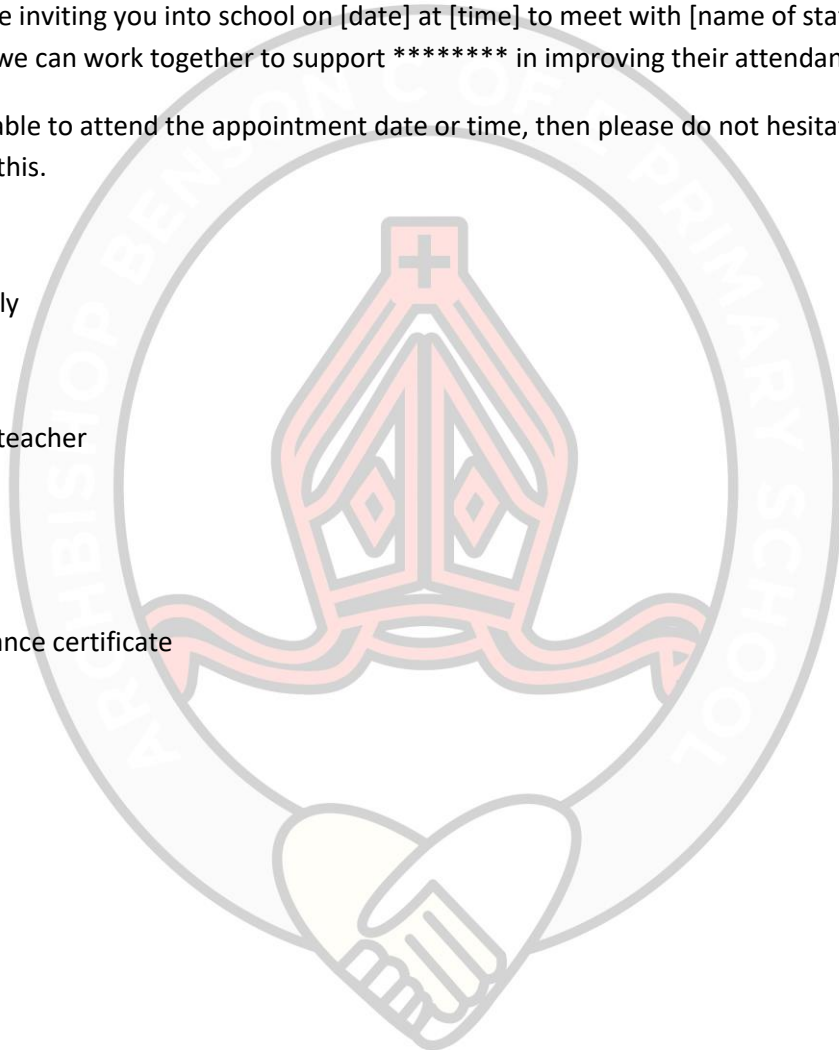 e inviting you into school on [date] at [time] to meet with [name of sta
we can work together to support ******** in improving their attendan
able to attend the appointment date or time, then please do not hesita
this.
ly
teacher
ance certificate
ARCHBISHOP BENSON C OF E PRIMARY SCHOOL